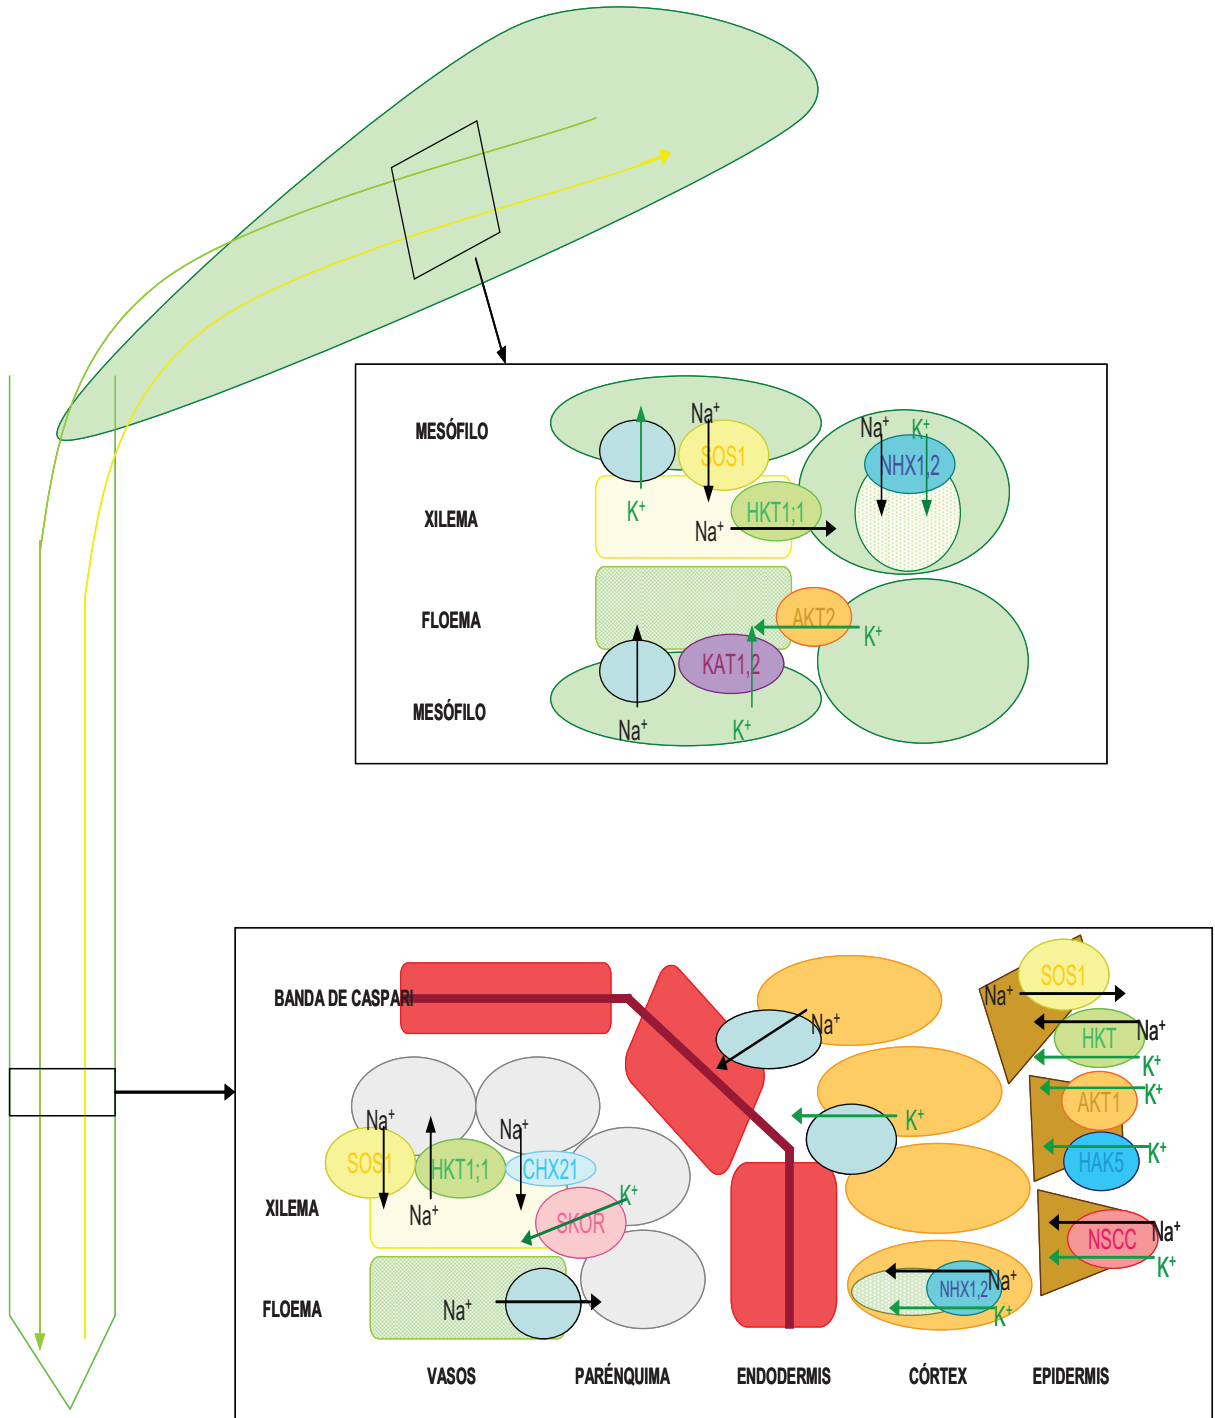 Na⁺
Na⁺
K⁺
MESÓFILO
SOS1
NHX1,2
K⁺
HKT1;1
XILEMA
Na⁺
FLOEMA
AKT2
K⁺
KAT1,2
MESÓFILO
Na⁺
K⁺
SOS1
BANDA DE CASPARI
Na⁺
Na⁺
Na⁺
HKT
K⁺
K⁺
AKT1
K⁺
Na⁺
Na⁺
K⁺
SOS1
HKT1;1
CHX21
HAK5
K⁺
XILEMA
Na⁺
SKOR
Na⁺
NSCC
K⁺
Na⁺
NHX1,2
FLOEMA
Na⁺
K⁺
VASOS
PARÉNQUIMA
ENDODERMIS
CÓRTEX
EPIDERMIS